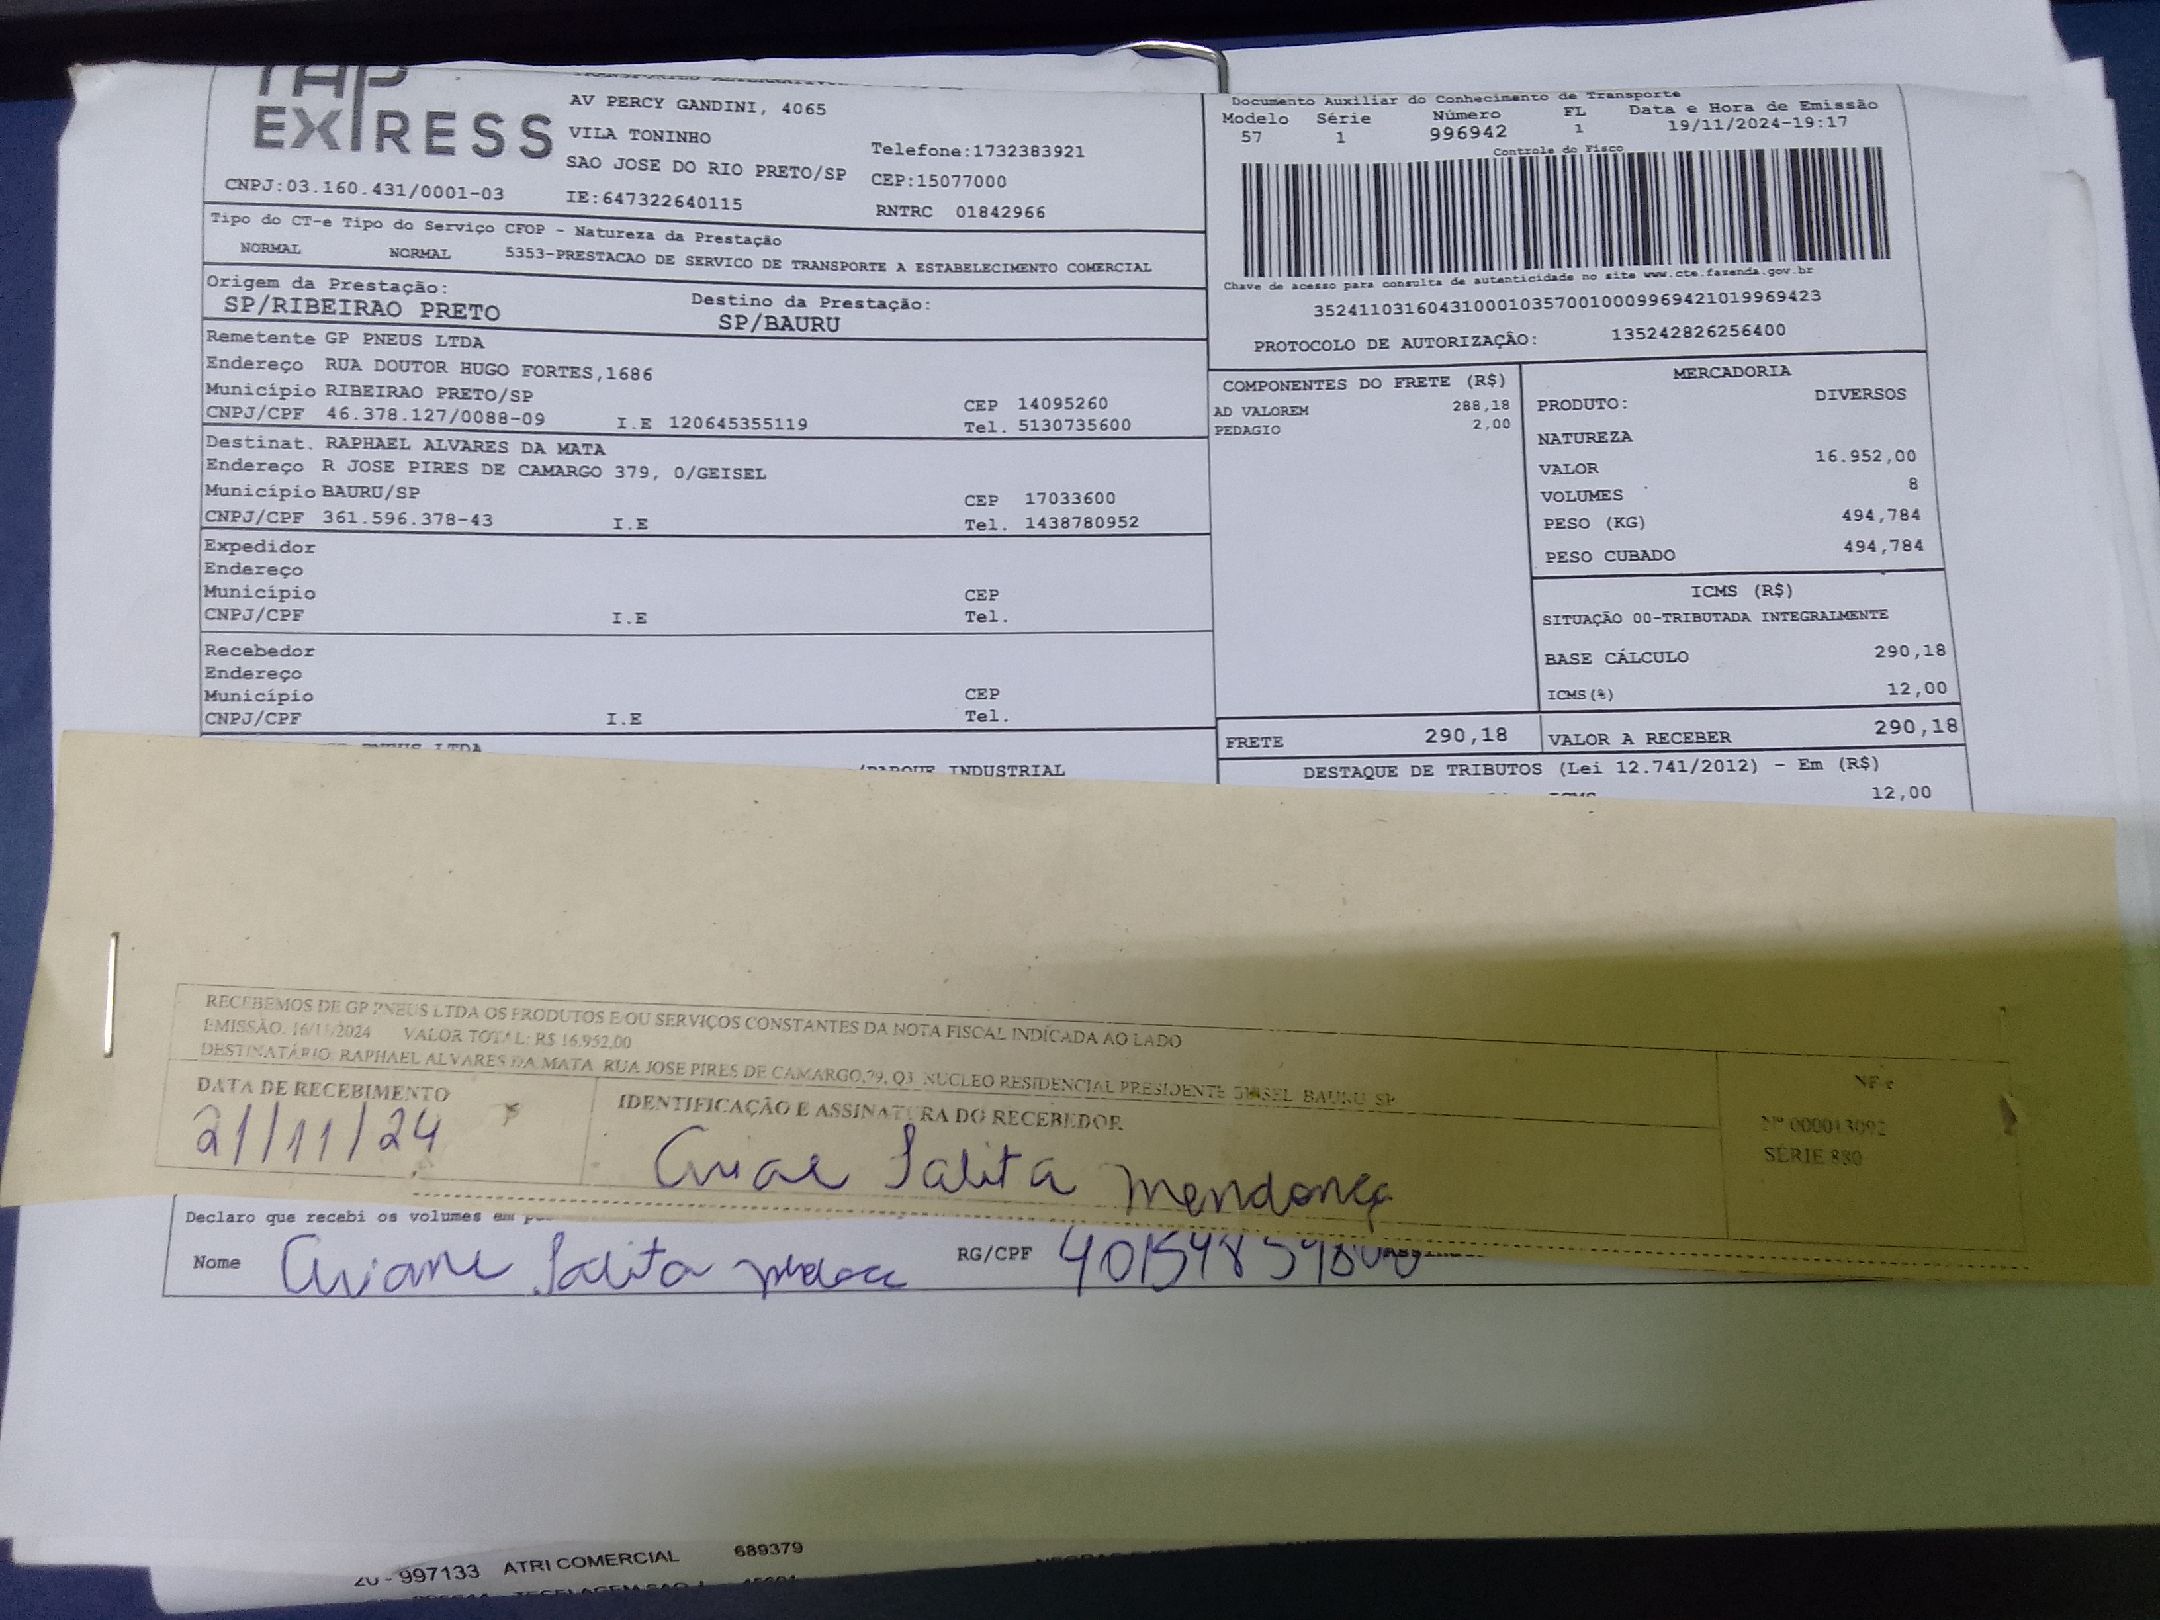 TAP
EXPRESS
AV PERCY GANDINI, 4065
VILA TONINHO
SAO JOSE DO RIO PRETO/SP
Telefone:1732383921
CEP:15077000
CNPJ:03.160.431/0001-03
IE:647322640115
RNTRC 01842966
Tipo do CT-e Tipo do Serviço CFOP - Natureza da Prestação
NORMAL NORMAL 5353-PRESTACAO DE SERVICO DE TRANSPORTE A ESTABELECIMENTO COMERCIAL
Origem da Prestação:
SP/RIBEIRAO PRETO
Destino da Prestação:
SP/BAURU
Remetente GP PNEUS LTDA
Endereço RUA DOUTOR HUGO FORTES,1686
Município RIBEIRAO PRETO/SP CEP 14095260
CNPJ/CPF 46.378.127/0088-09 I.E 120645355119 Tel. 5130735600
Destinat. RAPHAEL ALVARES DA MATA
Endereço R JOSE PIRES DE CAMARGO 379, 0/GEISEL
Município BAURU/SP CEP 17033600
CNPJ/CPF 361.596.378-43 I.E Tel. 1438780952
Expedidor
Endereço
Município CEP
CNPJ/CPF I.E Tel.
Recebedor
Endereço
Município CEP
CNPJ/CPF I.E Tel.
PNEUS LTDA
/PARQUE INDUSTRIAL
Documento Auxiliar do Conhecimento de Transporte
Modelo Série Número FL Data e Hora de Emissão
57 1 996942 1 19/11/2024-19:17
Controle do Fisco
Chave de acesso para consulta de autenticidade no site www.cte.fazenda.gov.br
35241103160431000103570010009969421019969423
PROTOCOLO DE AUTORIZAÇÃO: 135242826256400
COMPONENTES DO FRETE (R$)
AD VALOREM 288,18
PEDAGIO 2,00
MERCADORIA
PRODUTO: DIVERSOS
NATUREZA
VALOR 16.952,00
VOLUMES 8
PESO (KG) 494,784
PESO CUBADO 494,784
ICMS (R$)
SITUAÇÃO 00-TRIBUTADA INTEGRALMENTE
BASE CÁLCULO 290,18
ICMS(%) 12,00
FRETE 290,18 VALOR A RECEBER 290,18
DESTAQUE DE TRIBUTOS (Lei 12.741/2012) - Em (R$)
ICMS 12,00
RECEBEMOS DE GP PNEUS LTDA OS PRODUTOS E/OU SERVIÇOS CONSTANTES DA NOTA FISCAL INDICADA AO LADO
EMISSÃO: 16/11/2024 VALOR TOTAL: R$ 16.952,00
DESTINATÁRIO: RAPHAEL ALVARES DA MATA RUA JOSE PIRES DE CAMARGO,79, Q3 NUCLEO RESIDENCIAL PRESIDENTE GEISEL BAURU SP
DATA DE RECEBIMENTO
21/11/24
IDENTIFICAÇÃO E ASSINATURA DO RECEBEDOR
Talita Mendonça
NF-e
Nº 000013092
SÉRIE 880
Declaro que recebi os volumes em
Nome Ariane Talita RG/CPF
997133 ATRI COMERCIAL 689379